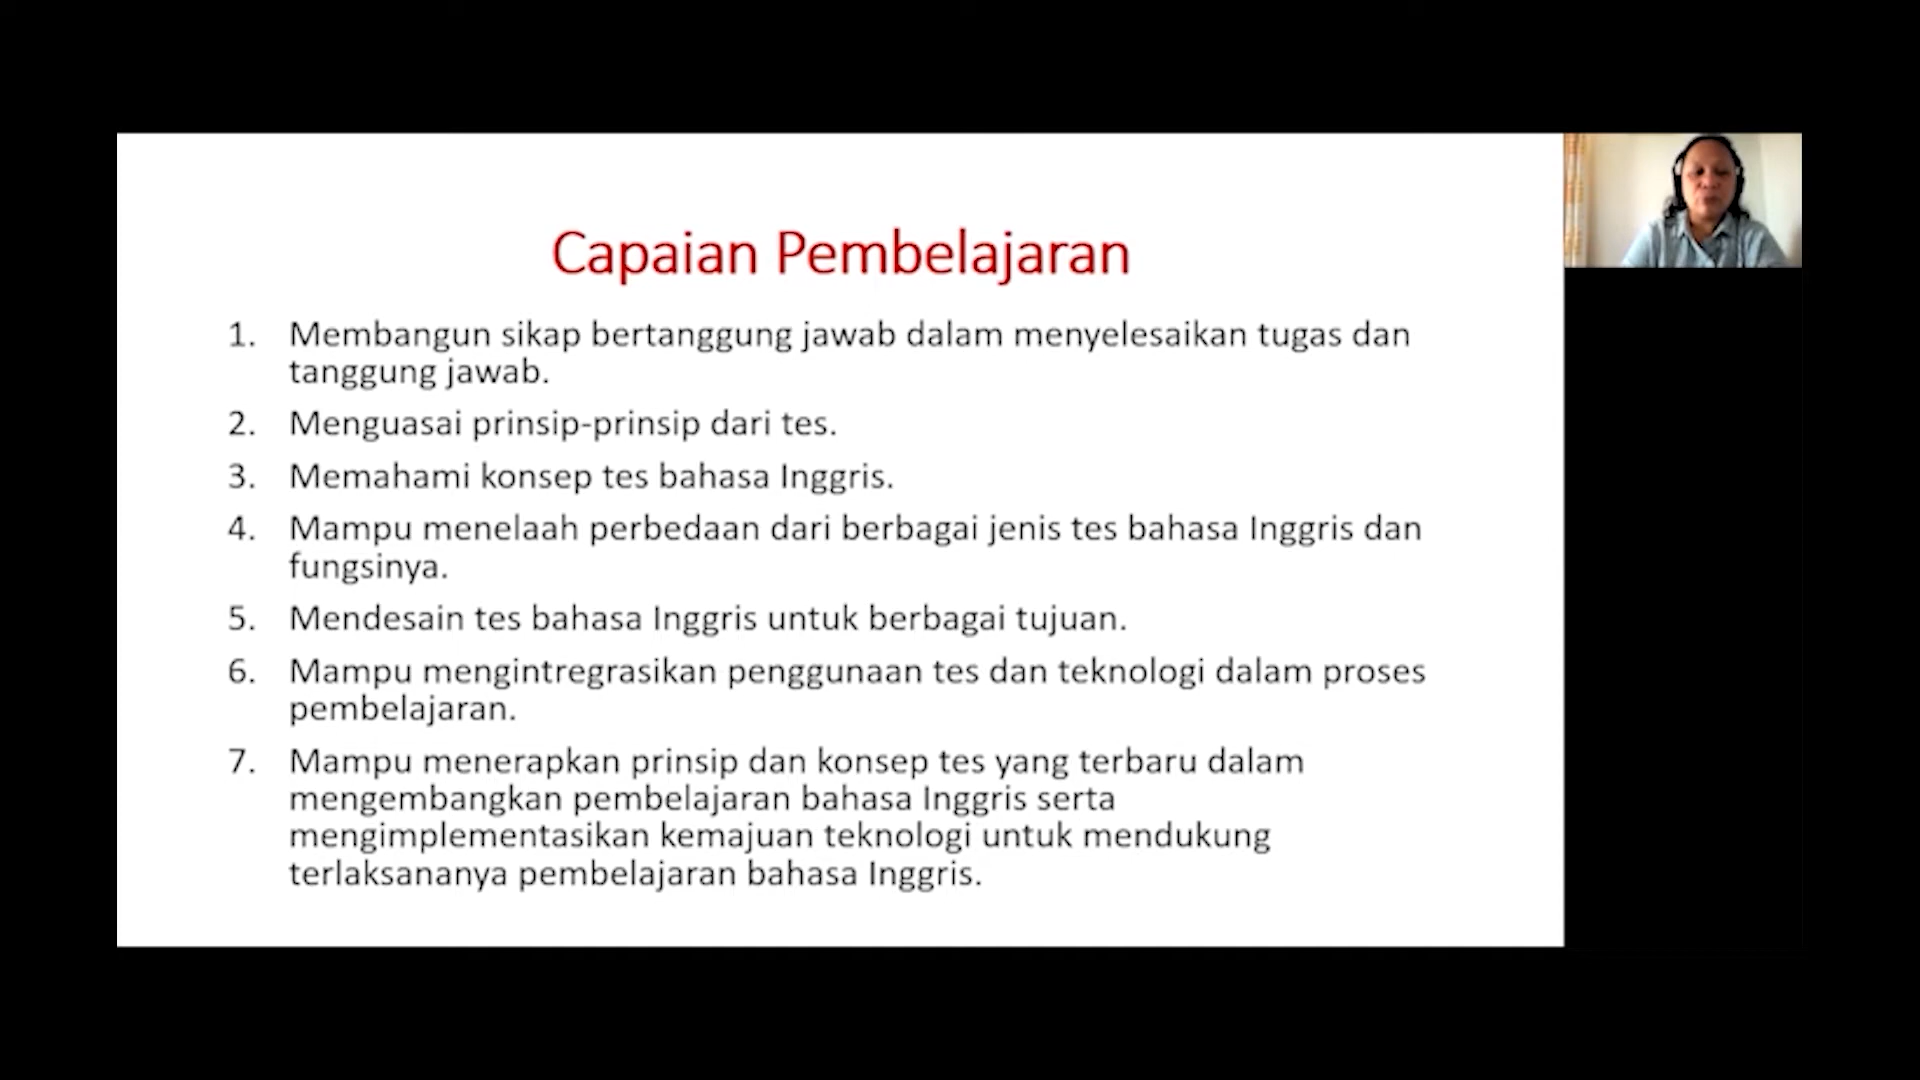 Capaian Pembelajaran
1. Membangun sikap bertanggung jawab dalam menyelesaikan tugas dan
tanggung jawab.
2. Menguasai prinsip-prinsip dari tes.
3. Memahami konsep tes bahasa Inggris.
4. Mampu menelaah perbedaan dari berbagai jenis tes bahasa Inggris dan
fungsinya.
5. Mendesain tes bahasa Inggris untuk berbagai tujuan.
6. Mampu mengintregrasikan penggunaan tes dan teknologi dalam proses
pembelajaran.
7. Mampu menerapkan prinsip dan konsep tes yang terbaru dalam
mengembangkan pembelajaran bahasa Inggris serta
mengimplementasikan kemajuan teknologi untuk mendukung
terlaksananya pembelajaran bahasa Inggris.